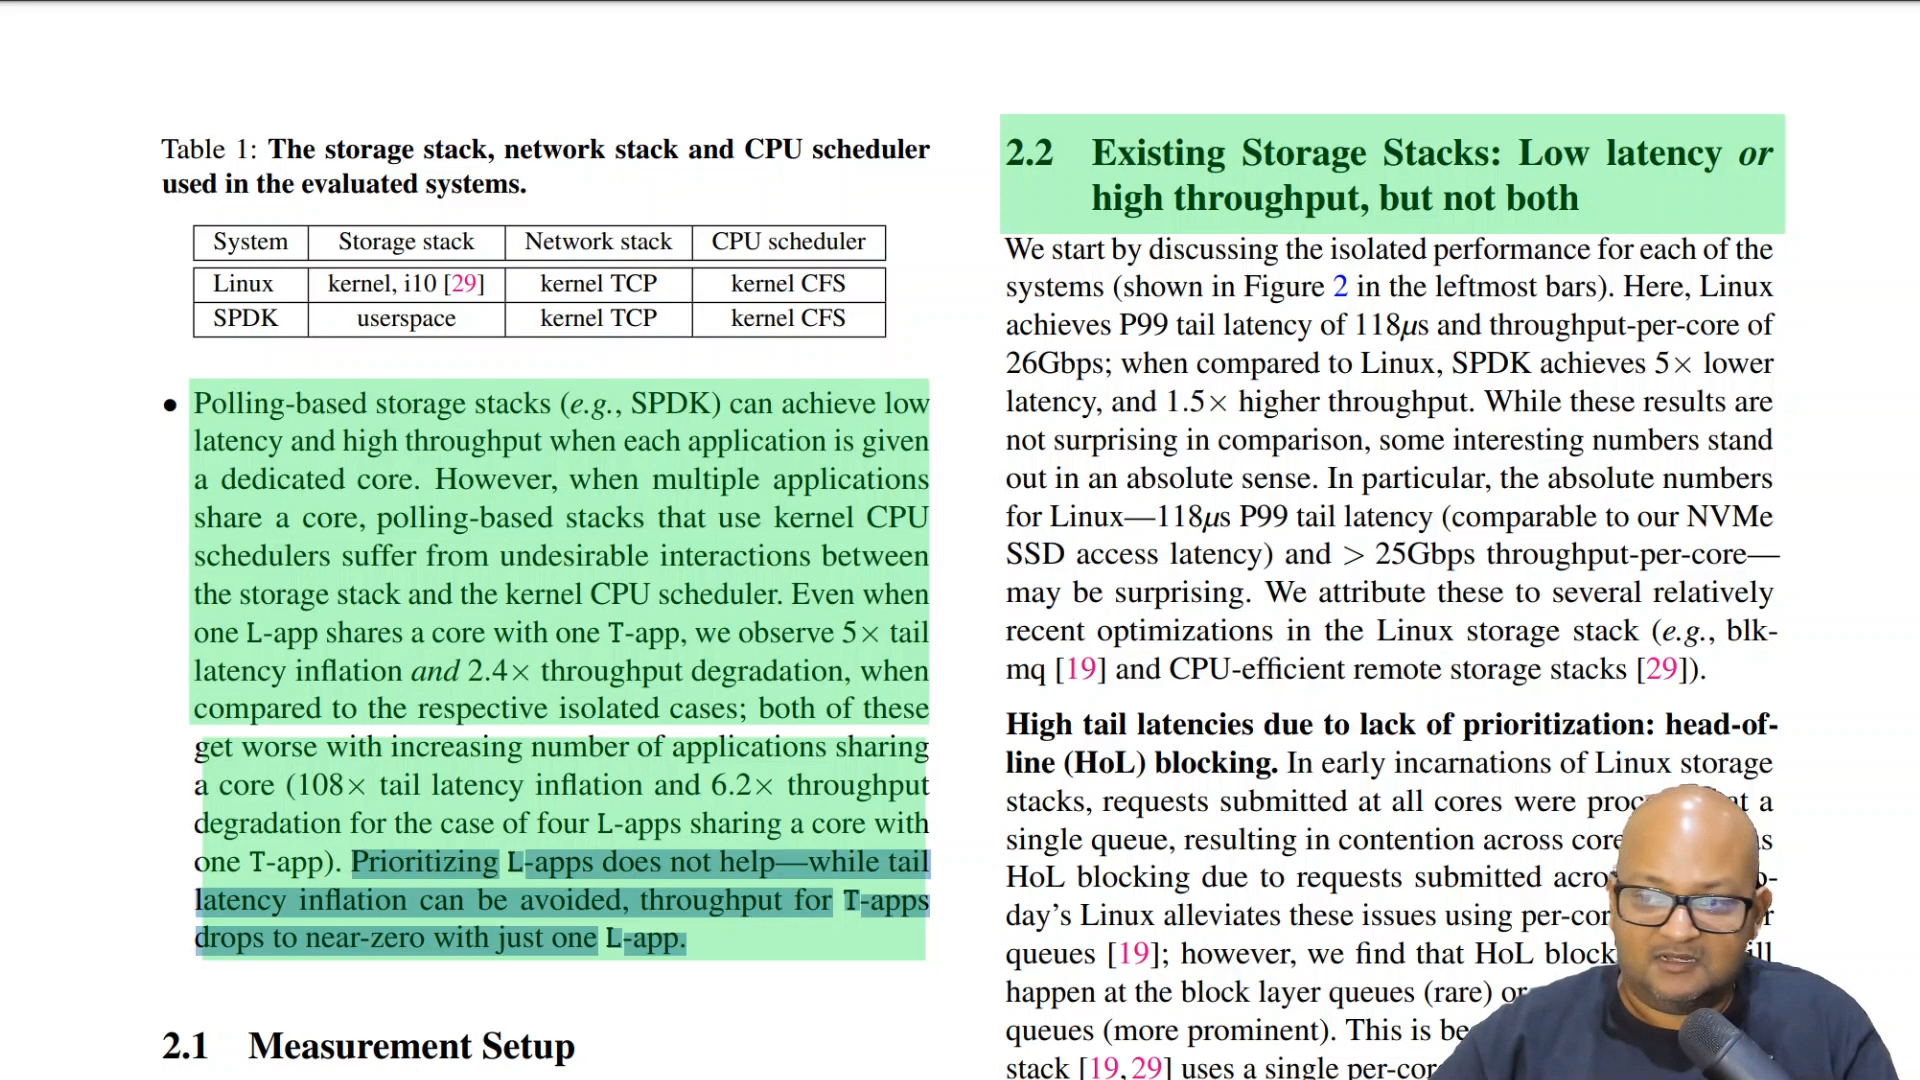 Table 1: The storage stack, network stack and CPU scheduler
used in the evaluated systems.
System Storage stack Network stack CPU scheduler
Linux kernel, i10 [29] kernel TCP kernel CFS
SPDK userspace kernel TCP kernel CFS
• Polling-based storage stacks (e.g., SPDK) can achieve low
latency and high throughput when each application is given
a dedicated core. However, when multiple applications
share a core, polling-based stacks that use kernel CPU
schedulers suffer from undesirable interactions between
the storage stack and the kernel CPU scheduler. Even when
one L-app shares a core with one T-app, we observe 5× tail
latency inflation and 2.4× throughput degradation, when
compared to the respective isolated cases; both of these
get worse with increasing number of applications sharing
a core (108× tail latency inflation and 6.2× throughput
degradation for the case of four L-apps sharing a core with
one T-app). Prioritizing L-apps does not help—while tail
latency inflation can be avoided, throughput for T-apps
drops to near-zero with just one L-app.
2.1 Measurement Setup
2.2 Existing Storage Stacks: Low latency or
high throughput, but not both
We start by discussing the isolated performance for each of the
systems (shown in Figure 2 in the leftmost bars). Here, Linux
achieves P99 tail latency of 118μs and throughput-per-core of
26Gbps; when compared to Linux, SPDK achieves 5× lower
latency, and 1.5× higher throughput. While these results are
not surprising in comparison, some interesting numbers stand
out in an absolute sense. In particular, the absolute numbers
for Linux—118μs P99 tail latency (comparable to our NVMe
SSD access latency) and > 25Gbps throughput-per-core—
may be surprising. We attribute these to several relatively
recent optimizations in the Linux storage stack (e.g., blk-
mq [19] and CPU-efficient remote storage stacks [29]).
High tail latencies due to lack of prioritization: head-of-
line (HoL) blocking. In early incarnations of Linux storage
stacks, requests submitted at all cores were at a
single queue, resulting in contention across
HoL blocking due to requests submitted
day's Linux alleviates these issues using
queues [19]; however, we find that HoL
happen at the block layer queues (rare) or
queues (more prominent). This is
stack [19,29] uses a single